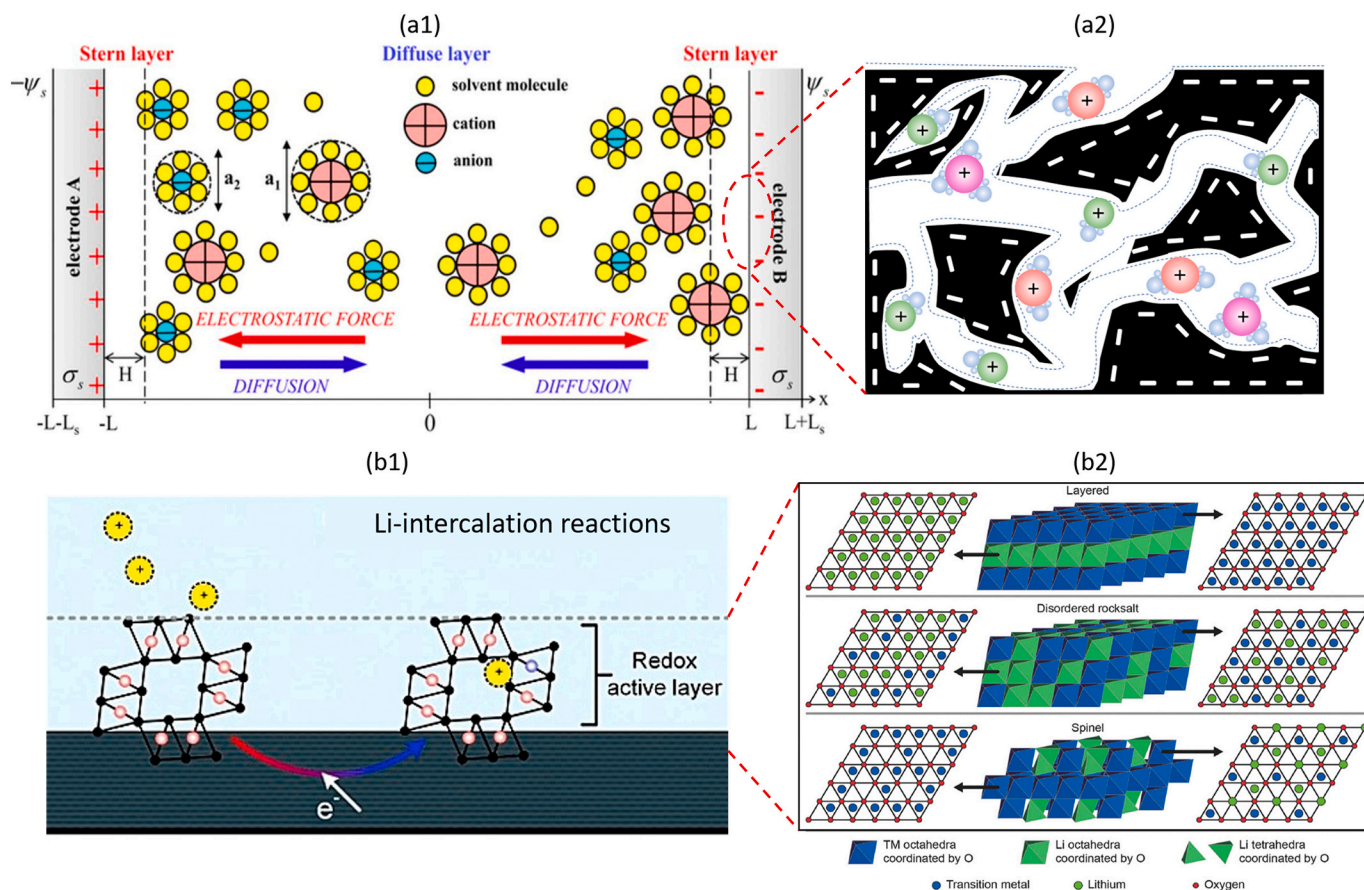 (a1)
(a2)
Stern layer
Diffuse layer
Stern layer
−ψs
ψs
solvent molecule
cation
anion
a2
a1
electrode A
electrode B
ELECTROSTATIC FORCE
ELECTROSTATIC FORCE
DIFFUSION
DIFFUSION
H
H
σs
σs
x
-L-Ls
-L
0
L
L+Ls
(b1)
(b2)
Li-intercalation reactions
Redox
active layer
e-
Layered
Disordered rocksalt
Spinel
TM octahedra
coordinated by O
Li octahedra
coordinated by O
Li tetrahedra
coordinated by O
Transition metal
Lithium
Oxygen